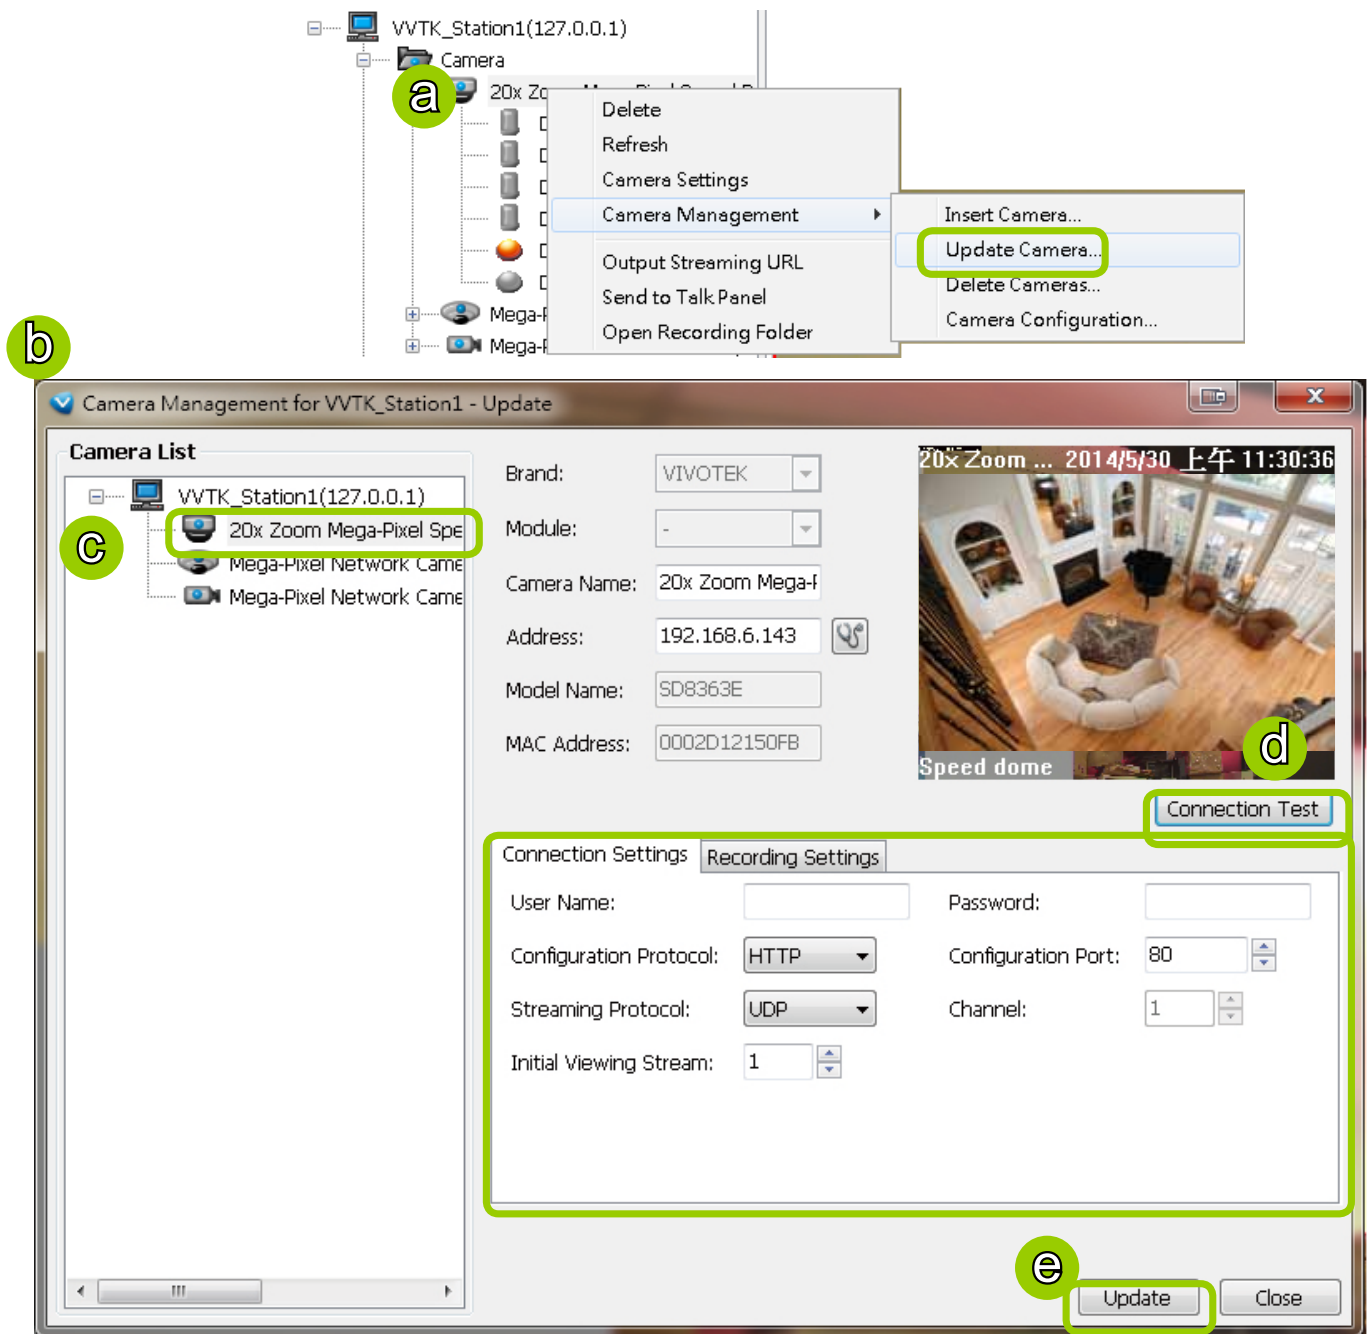 VVTK_Station1(127.0.0.1)
Camera
a
20x Zo
Delete
Refresh
Camera Settings
Camera Management
Output Streaming URL
Send to Talk Panel
Open Recording Folder
Insert Camera...
Update Camera...
Delete Cameras...
Camera Configuration...
Mega-P
Mega-P
b
Camera Management for VVTK_Station1 - Update
Camera List
VVTK_Station1(127.0.0.1)
c
20x Zoom Mega-Pixel Spe
Mega-Pixel Network Came
Mega-Pixel Network Came
Brand: VIVOTEK
Module: -
Camera Name: 20x Zoom Mega-P
Address: 192.168.6.143
Model Name: SD8363E
MAC Address: 0002D12150FB
20x Zoom ... 2014/5/30 上午 11:30:36
Speed dome
d
Connection Test
Connection Settings Recording Settings
User Name: Password:
Configuration Protocol: HTTP Configuration Port: 80
Streaming Protocol: UDP Channel: 1
Initial Viewing Stream: 1
e
Update Close